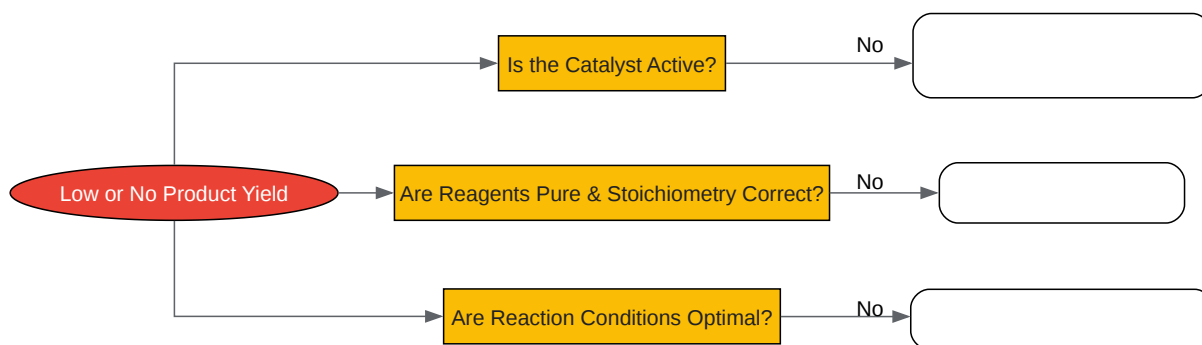 Is the Catalyst Active?
No
Low or No Product Yield
Are Reagents Pure & Stoichiometry Correct?
No
Are Reaction Conditions Optimal?
No